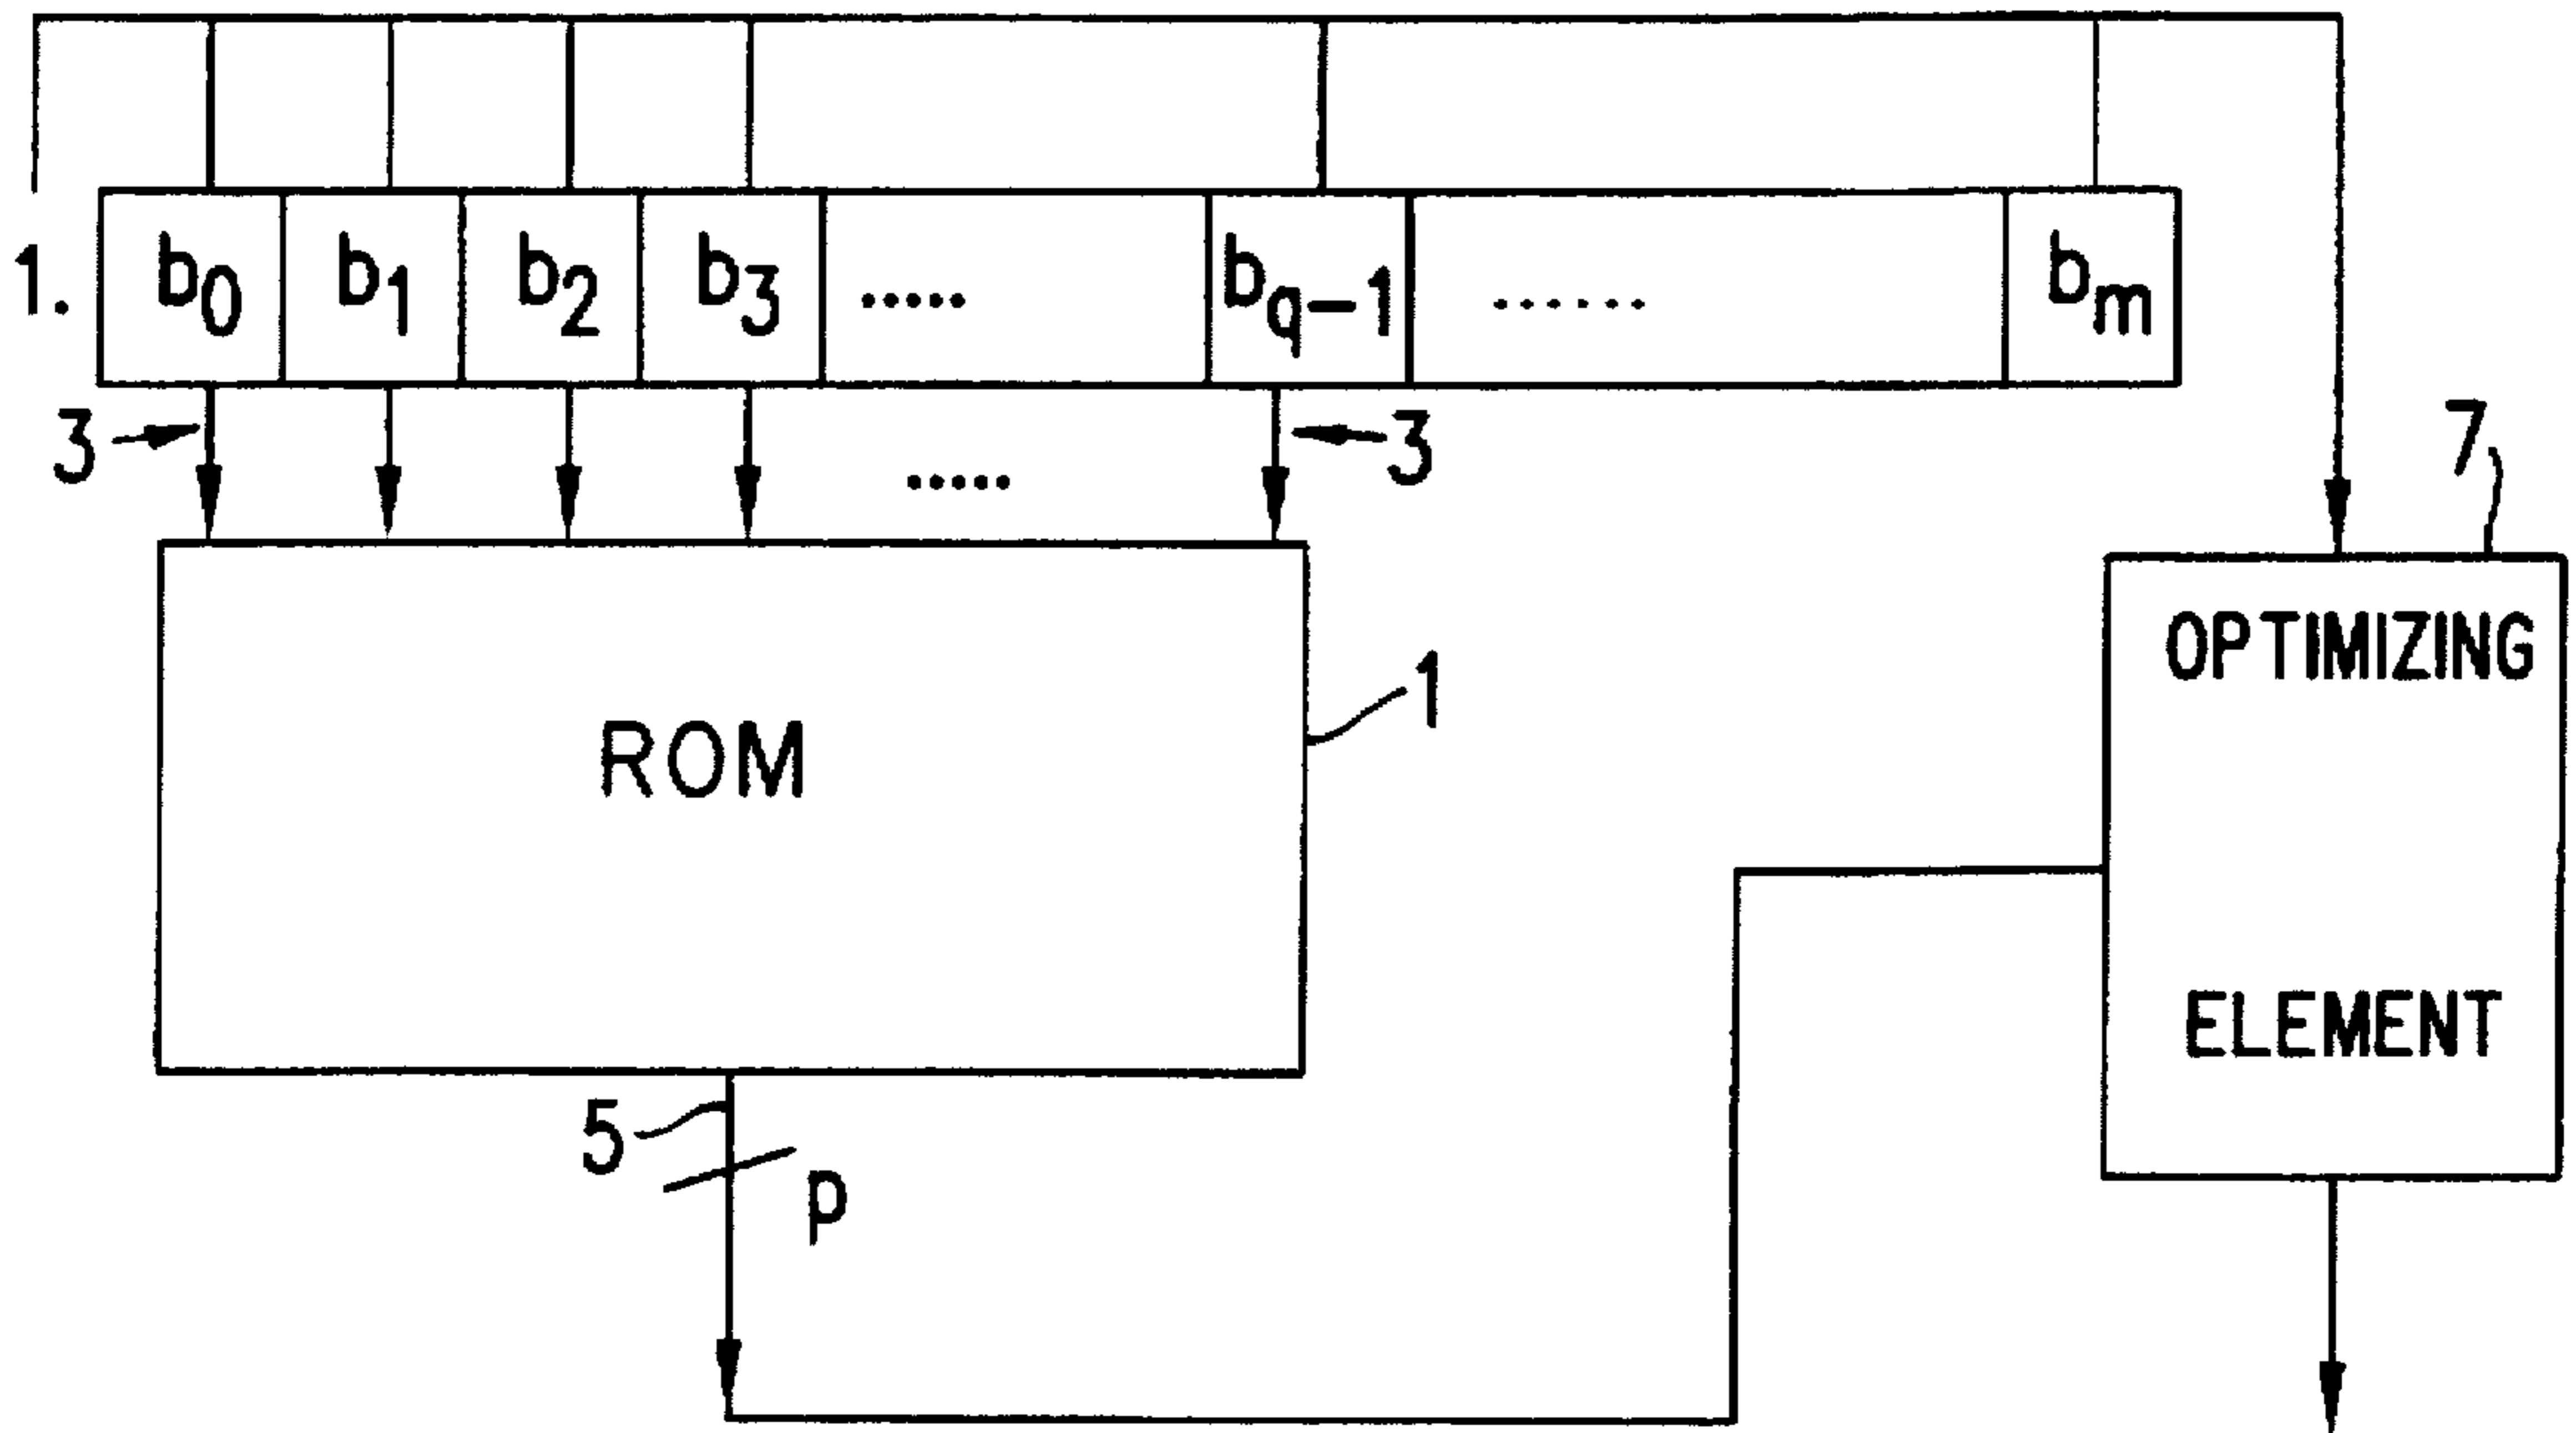 1. b0 b1 b2 b3 ..... bq-1 ...... bm
3 ..... 3
7
OPTIMIZING
ROM
1
ELEMENT
5
p